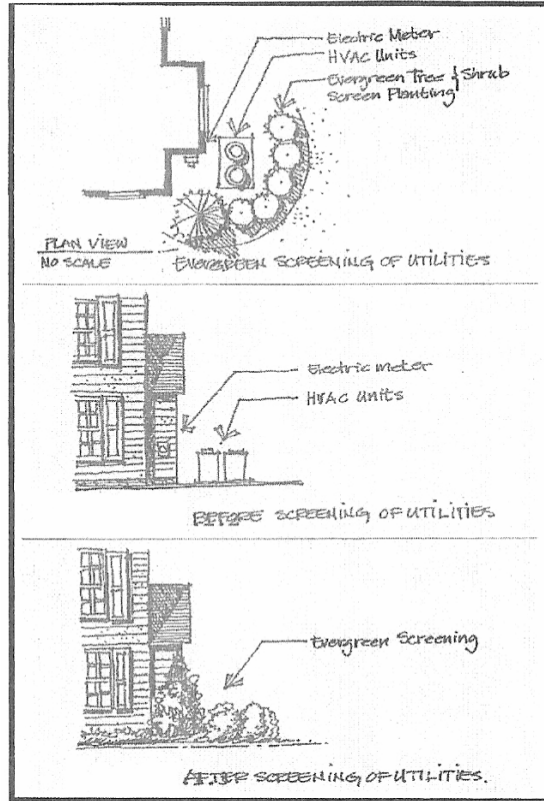 Electric Meter
HVAC Units
Evergreen Tree & Shrub
Screen Planting
PLAN VIEW
NO SCALE
EVERGREEN SCREENING OF UTILITIES
Electric meter
HVAC Units
BEFORE SCREENING OF UTILITIES
Evergreen Screening
AFTER SCREENING OF UTILITIES.